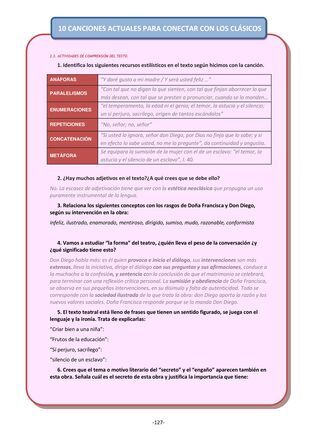 10 CANCIONES ACTUALES PARA CONECTAR CON LOS CLÁSICOS
2.3. ACTIVIDADES DE COMPRENSIÓN DEL TEXTO.
1. Identifica los siguientes recursos estilísticos en el texto según hicimos con la canción.
ANÁFORAS
"Y daré gusto a mi madre / Y será usted feliz ..."
PARALELISMOS
"Con tal que no digan lo que sienten, con tal que finjan aborrecer lo que
más desean, con tal que se presten a pronunciar, cuando se lo manden...
ENUMERACIONES
"el temperamento, la edad ni el genio; el temor, la astucia y el silencio;
un sí perjuro, sacrílego, origen de tantos escándalos"
REPETICIONES
"No, señor; no, señor"
CONCATENACIÓN
"Si usted lo ignora, señor don Diego, por Dios no finja que lo sabe; y si
en efecto lo sabe usted, no me lo pregunte", da continuidad y angustia.
METÁFORA
Se equipara la sumisión de la mujer con el de un esclavo: "el temor, la
astucia y el silencio de un esclavo", l. 40.
2. ¿Hay muchos adjetivos en el texto?¿A qué crees que se debe ello?
No. La escasez de adjetivación tiene que ver con la estética neoclásica que propugna un uso
puramente instrumental de la lengua.
3. Relaciona los siguientes conceptos con los rasgos de Doña Francisca y Don Diego,
según su intervención en la obra:
infeliz, ilustrado, enamorado, mentiroso, dirigido, sumiso, mudo, razonable, conformista
4. Vamos a estudiar "la forma" del teatro, ¿quién lleva el peso de la conversación ¿y
¿qué significado tiene esto?
Don Diego habla más: es él quien provoca e inicia el diálogo, sus intervenciones son más
extensas, lleva la iniciativa, dirige el diálogo con sus preguntas y sus afirmaciones, conduce a
la muchacha a la confesión, y sentencia con la conclusión de que el matrimonio se celebrará,
para terminar con una reflexión crítica personal. La sumisión y obediencia de Doña Francisca,
se observa en sus pequeñas intervenciones, en su disimulo y falta de autenticidad. Todo se
corresponde con la sociedad ilustrada de la que trata la obra: don Diego aporta la razón y los
nuevos valores sociales. Doña Francisca responde porque se lo manda Don Diego.
5. El texto teatral está lleno de frases que tienen un sentido figurado, se juega con el
lenguaje y la ironía. Trata de explicarlas:
"Criar bien a una niña":
"Frutos de la educación":
"Sí perjuro, sacrílego":
"silencio de un esclavo":
6. Crees que el tema o motivo literario del "secreto" y el "engaño" aparecen también en
esta obra. Señala cuál es el secreto de esta obra y justifica la importancia que tiene:
-127-